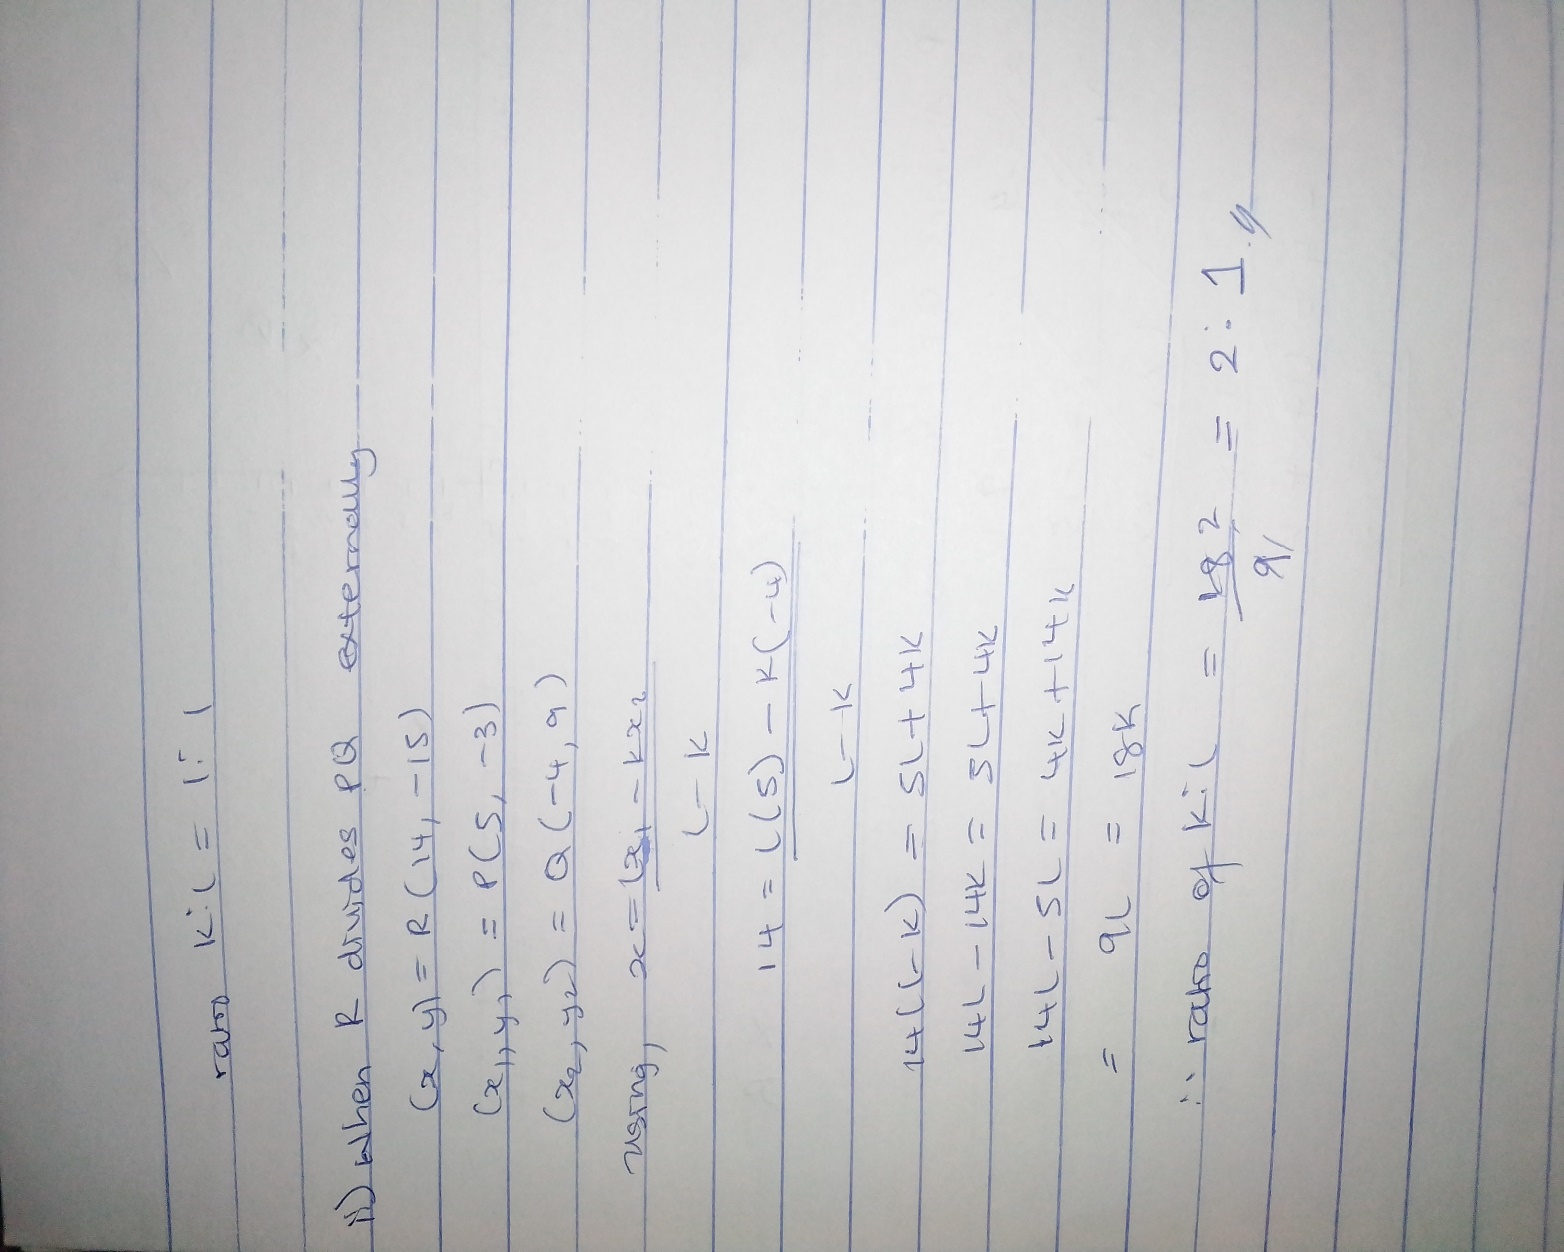 ratio k:L = 1:1
ii) when R divides PQ externally
(x, y) = R(14, -15)
(x1, y1) = P(5, -3)
(x2, y2) = Q(-4, 9)
using, x = Lx1 - kx2
L - k
14 = L(5) - k(-4)
L - k
14(L - k) = 5L + 4k
14L - 14k = 5L + 4k
14L - 5L = 4k + 14k
= 9L = 18k
∴ ratio of k:L = 18 2 = 2:1
9 1